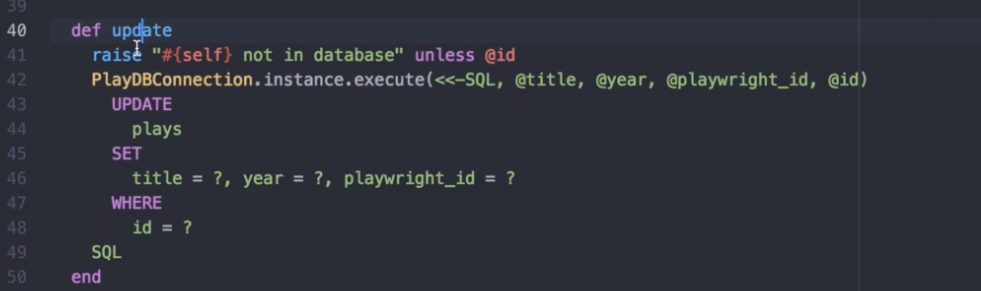 39
40 def update
41 raise "#{self} not in database" unless @id
42 PlayDBConnection.instance.execute(<<-SQL, @title, @year, @playwright_id, @id)
43 UPDATE
44 plays
45 SET
46 title = ?, year = ?, playwright_id = ?
47 WHERE
48 id = ?
49 SQL
50 end